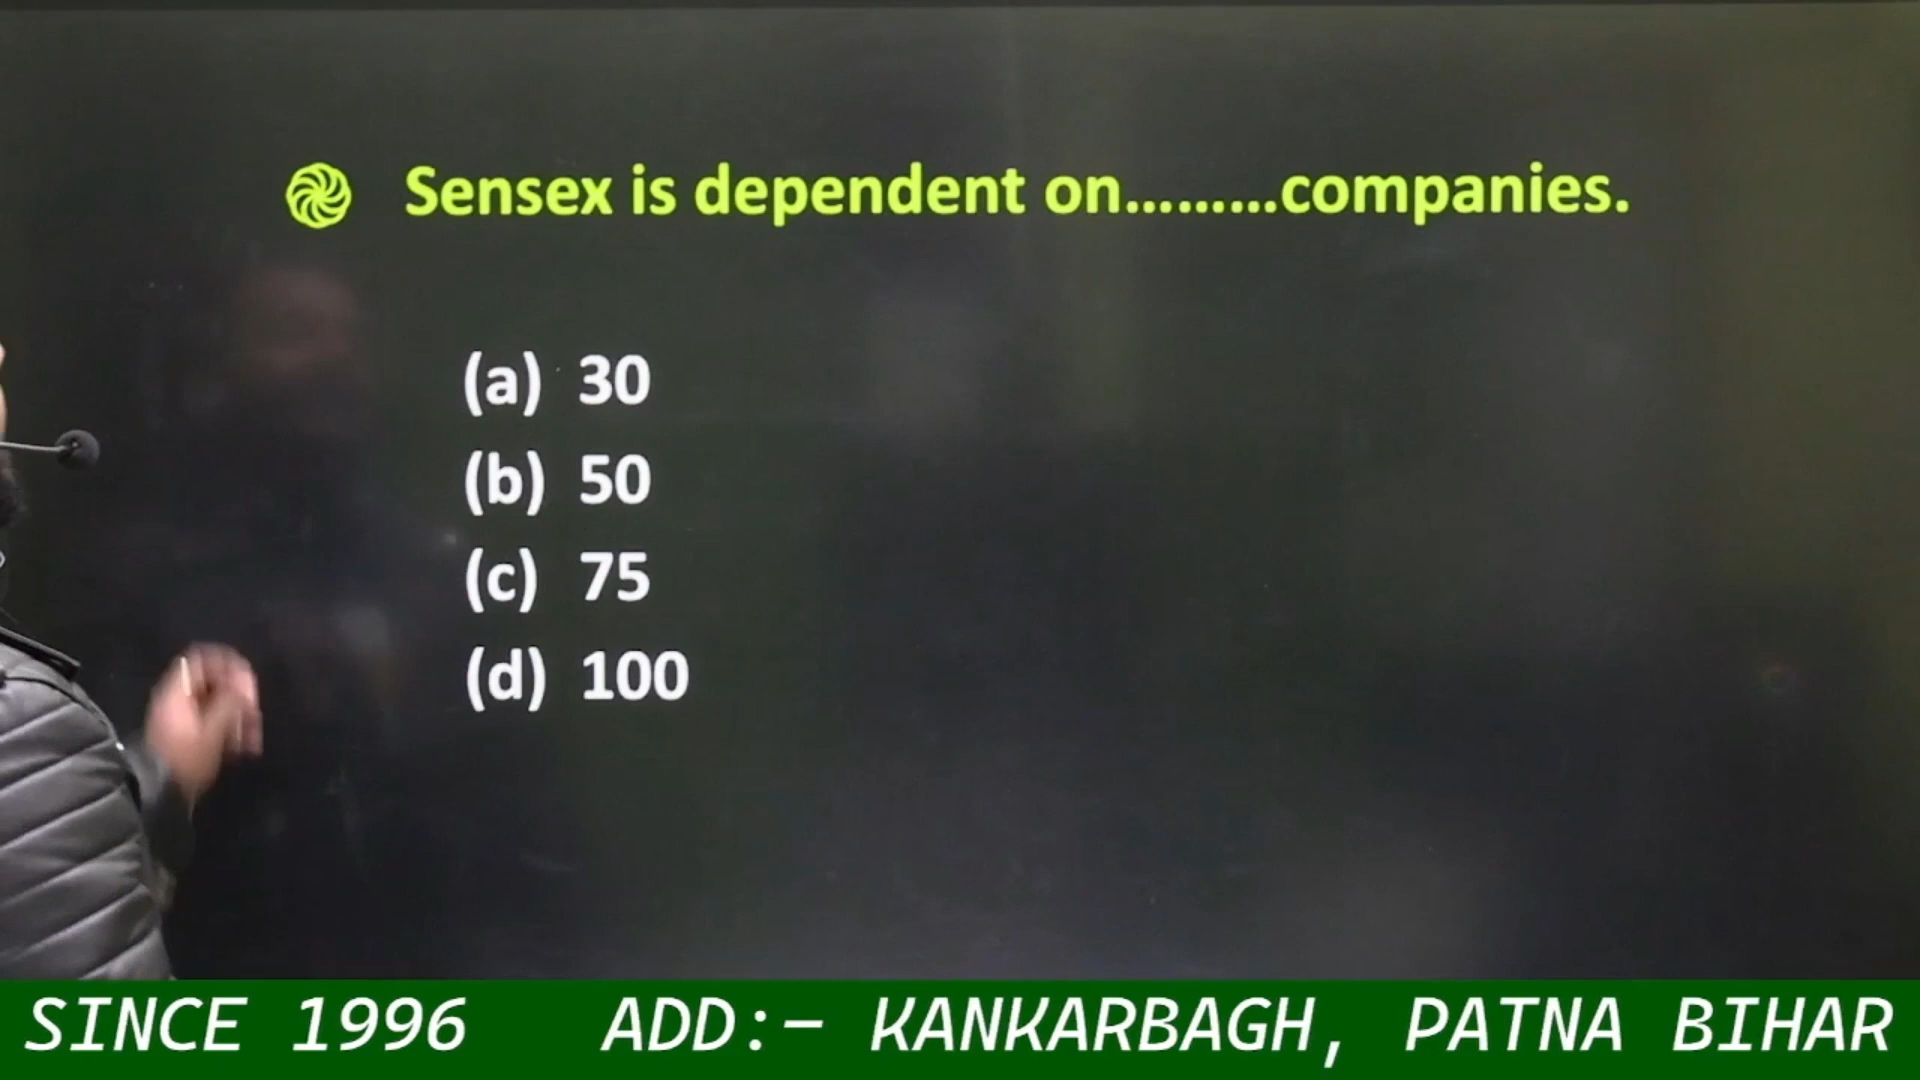 Sensex is dependent on.........companies.
(a) 30
(b) 50
(c) 75
(d) 100
SINCE 1996 ADD:- KANKARBAGH, PATNA BIHAR